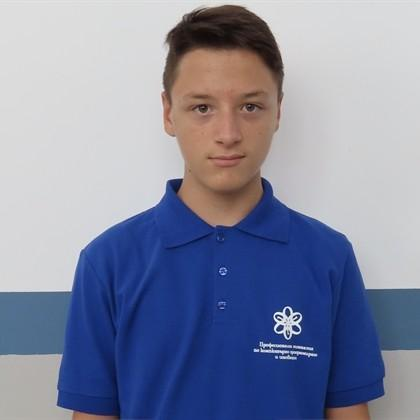 Професионална гимназия
по компютърно програмиране
и иновации